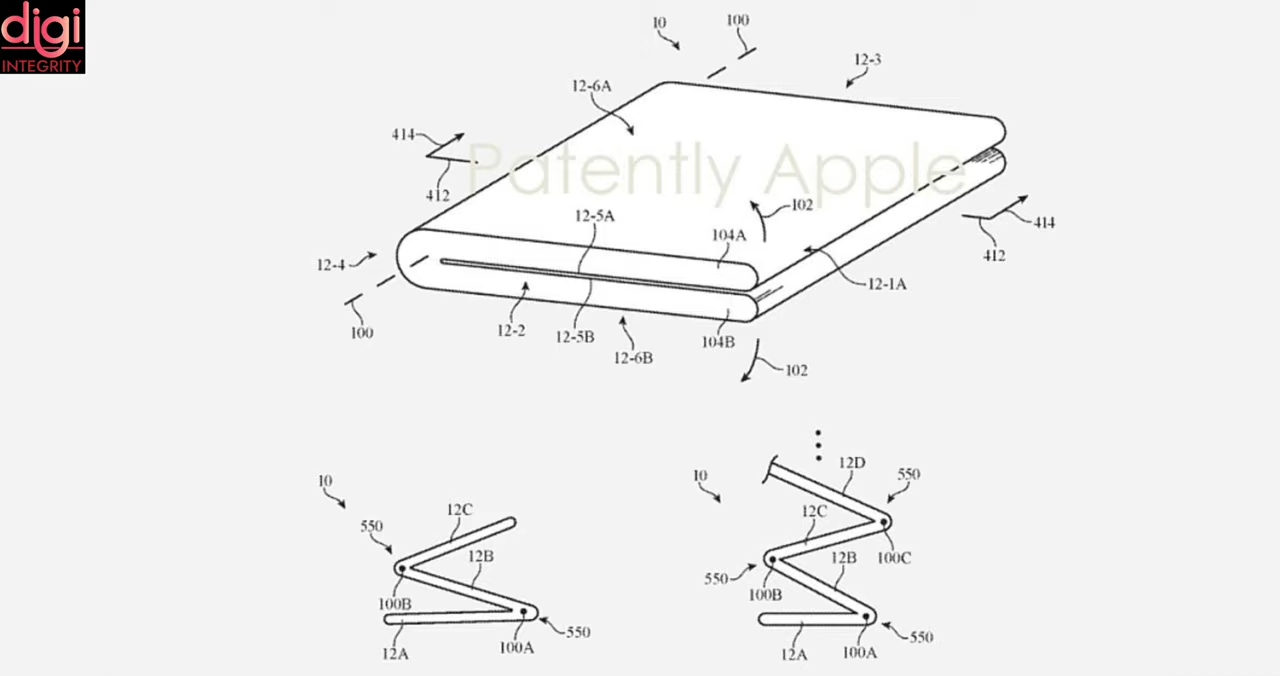 digi
INTEGRITY
10
100
12-3
12-6A
414
Patently Apple
412
102
12-5A
104A
414
412
12-4
12-1A
100
12-2
12-5B
104B
12-6B
102
10
12C
550
12B
100B
550
12A
100A
12D
10
550
12C
100C
12B
550
100B
550
12A
100A